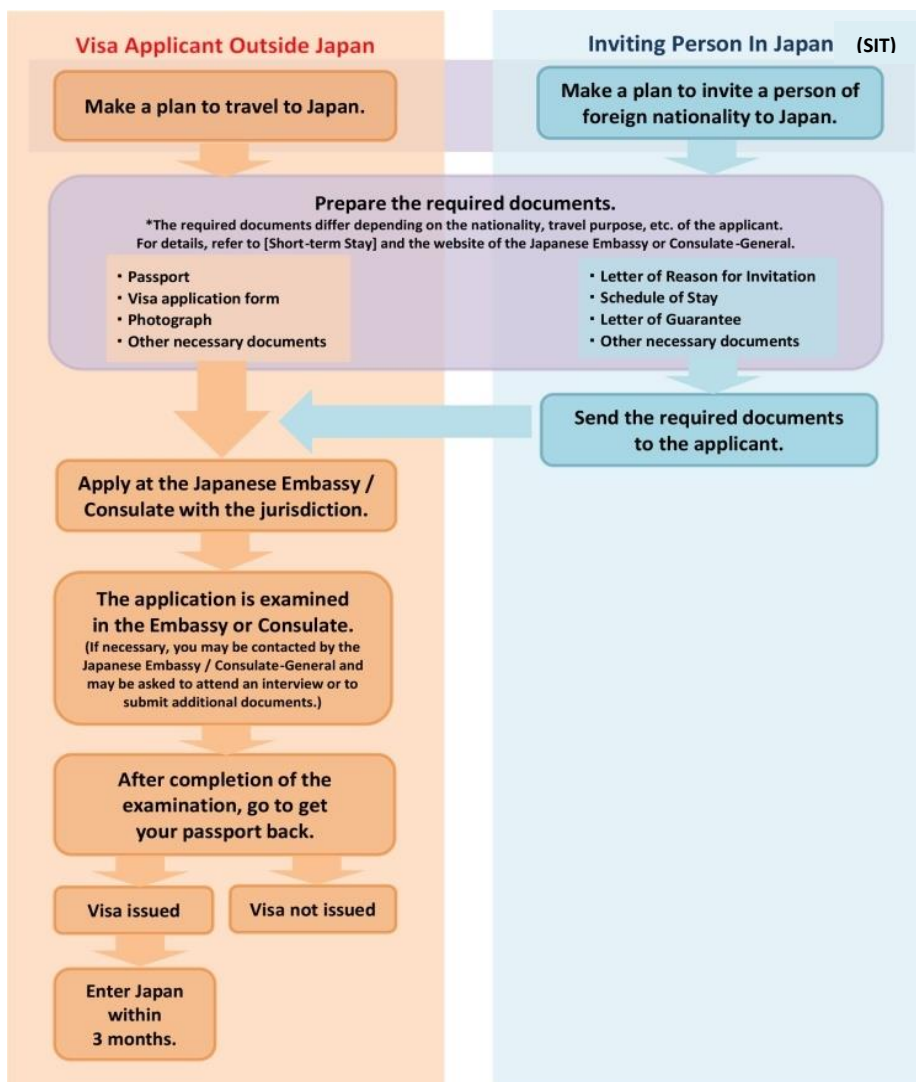 Visa Applicant Outside Japan
Inviting Person In Japan (SIT)
Make a plan to travel to Japan.
Make a plan to invite a person of
foreign nationality to Japan.
Prepare the required documents.
*The required documents differ depending on the nationality, travel purpose, etc. of the applicant.
For details, refer to [Short-term Stay] and the website of the Japanese Embassy or Consulate-General.
・Passport
・Visa application form
・Photograph
・Other necessary documents
・Letter of Reason for Invitation
・Schedule of Stay
・Letter of Guarantee
・Other necessary documents
Send the required documents
to the applicant.
Apply at the Japanese Embassy /
Consulate with the jurisdiction.
The application is examined
in the Embassy or Consulate.
(If necessary, you may be contacted by the
Japanese Embassy / Consulate-General and
may be asked to attend an interview or to
submit additional documents.)
After completion of the
examination, go to get
your passport back.
Visa issued
Visa not issued
Enter Japan
within
3 months.